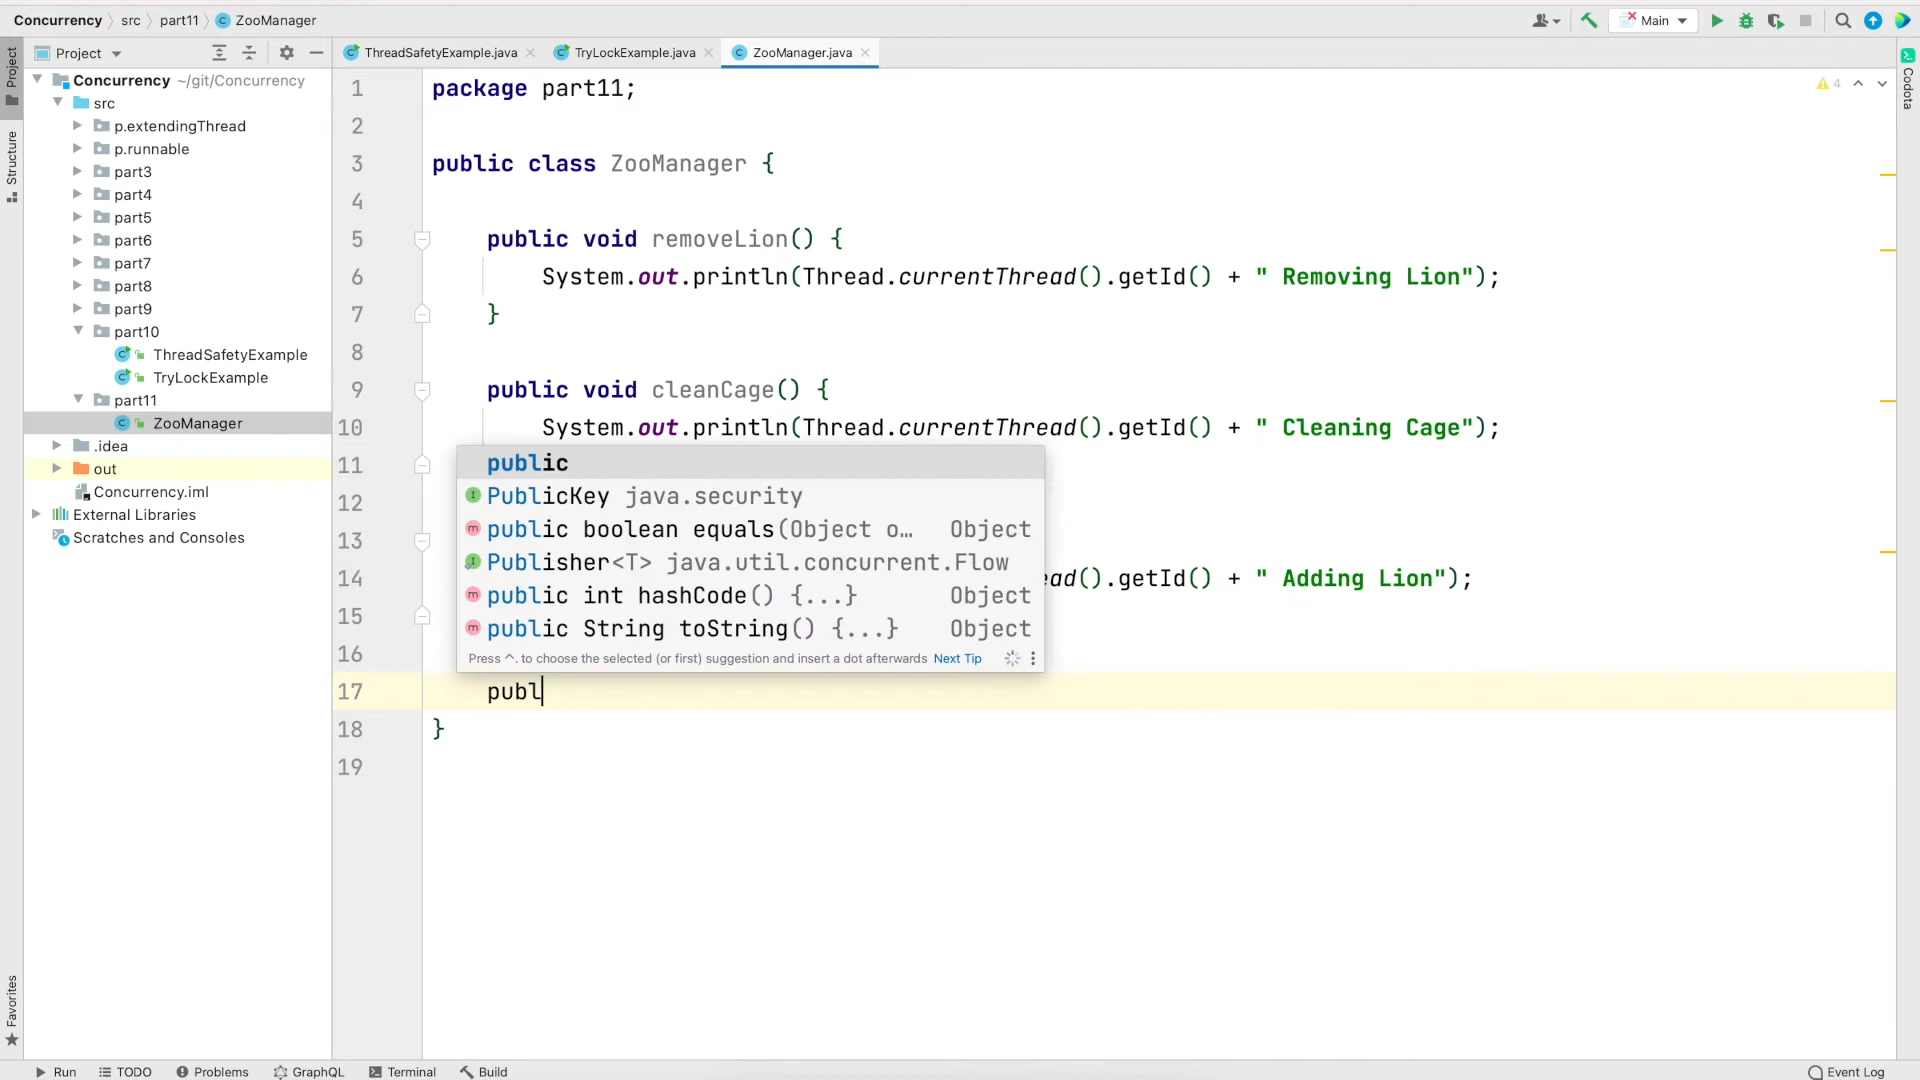 Concurrency src part11 ZooManager
Main
Project
ThreadSafetyExample.java
TryLockExample.java
ZooManager.java
Project
Structure
Favorites
Codota
Concurrency ~/git/Concurrency
src
p.extendingThread
p.runnable
part3
part4
part5
part6
part7
part8
part9
part10
ThreadSafetyExample
TryLockExample
part11
ZooManager
.idea
out
Concurrency.iml
External Libraries
Scratches and Consoles
4
1 package part11;
2
3 public class ZooManager {
4
5 public void removeLion() {
6 System.out.println(Thread.currentThread().getId() + " Removing Lion");
7 }
8
9 public void cleanCage() {
10 System.out.println(Thread.currentThread().getId() + " Cleaning Cage");
11
12
13
14 ead().getId() + " Adding Lion");
15
16
17 publ
18 }
19
public
PublicKey java.security
public boolean equals(Object o… Object
Publisher<T> java.util.concurrent.Flow
public int hashCode() {...} Object
public String toString() {...} Object
Press ^. to choose the selected (or first) suggestion and insert a dot afterwards Next Tip
Run TODO Problems GraphQL Terminal Build Event Log